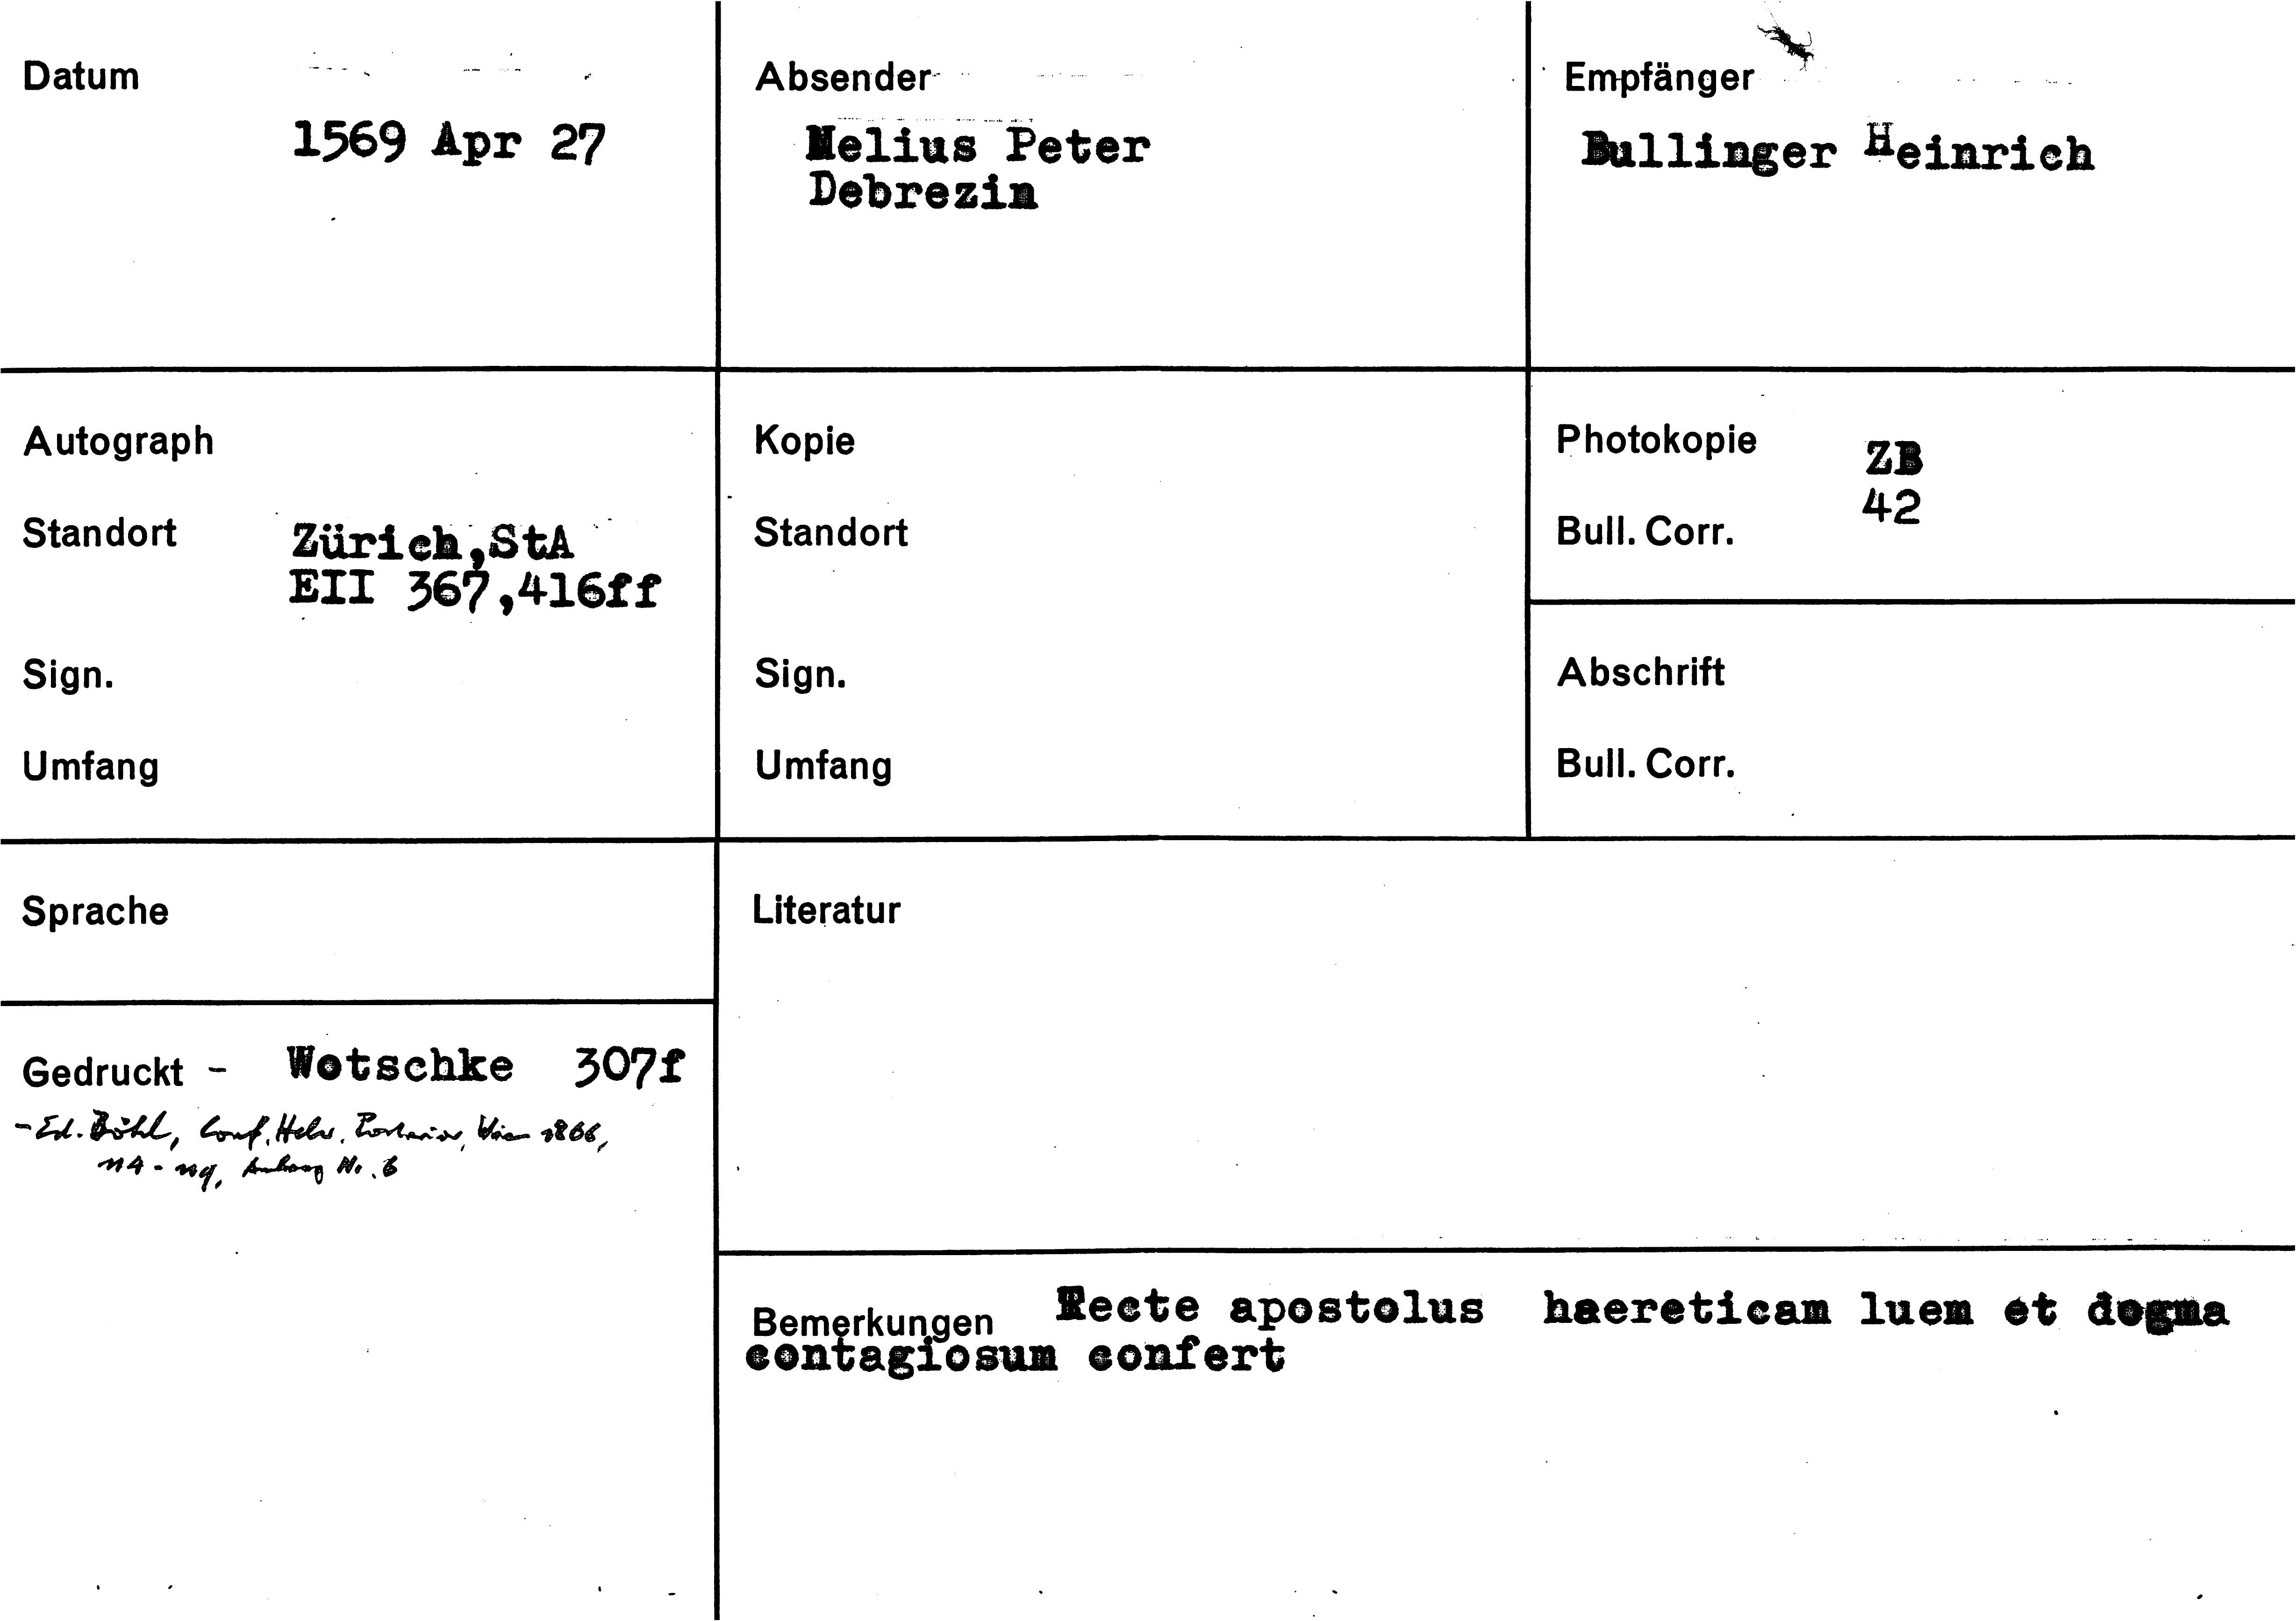 Datum
1569 Apr 27
Absender
Melius Peter
Debrezin
Empfänger
Bullinger Heinrich
Autograph
Standort Zürich,StA
EII 367,416ff
Sign.
Umfang
Kopie
Standort
Sign.
Umfang
Photokopie ZB
Bull. Corr. 42
Abschrift
Bull. Corr.
Sprache
Gedruckt - Wotschke 307f
- Ed. Böhl, Conf. Helv. Posterior, Wien 1866,
114 - 119, Anhang Nr. 6
Literatur
Bemerkungen Recte apostolus haereticam luem et dogma
contagiosum confert